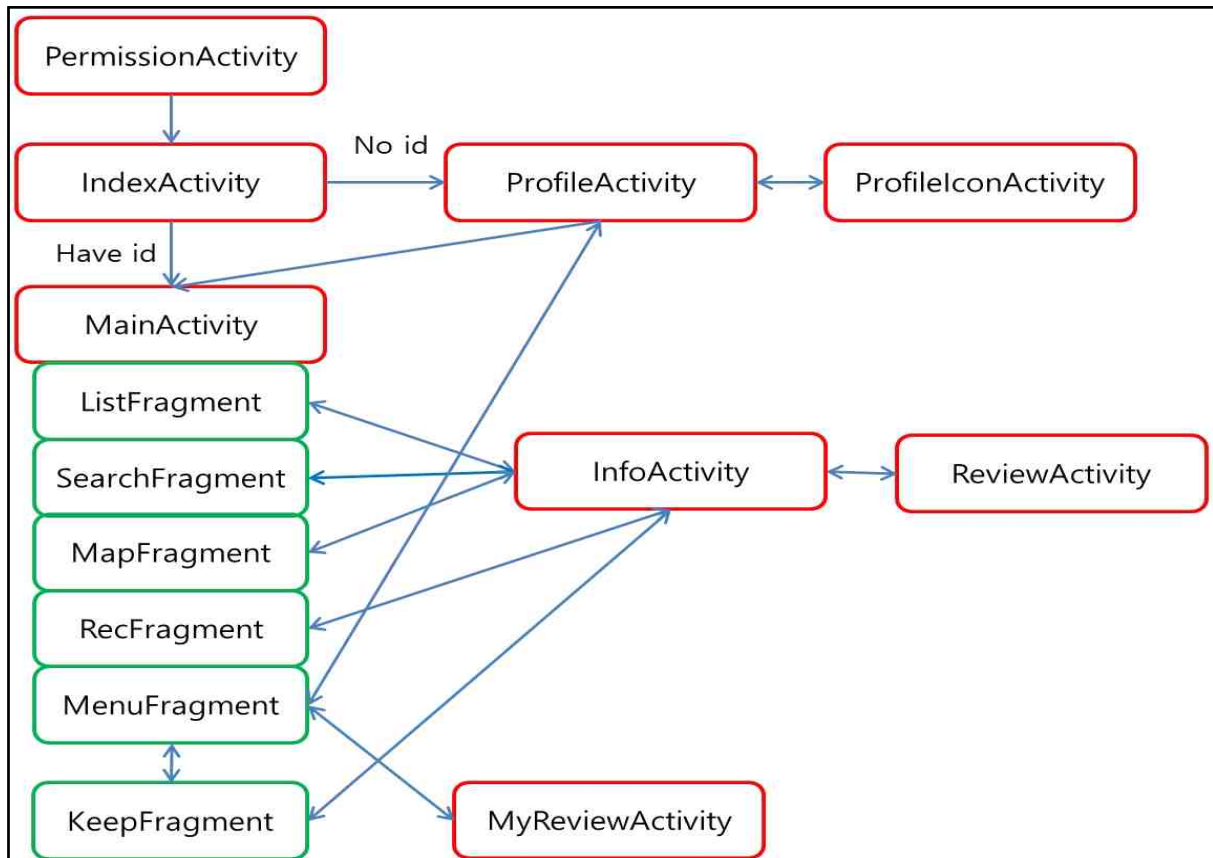 PermissionActivity
No id
IndexActivity
ProfileActivity
ProfileIconActivity
Have id
MainActivity
ListFragment
SearchFragment
InfoActivity
ReviewActivity
MapFragment
RecFragment
MenuFragment
KeepFragment
MyReviewActivity